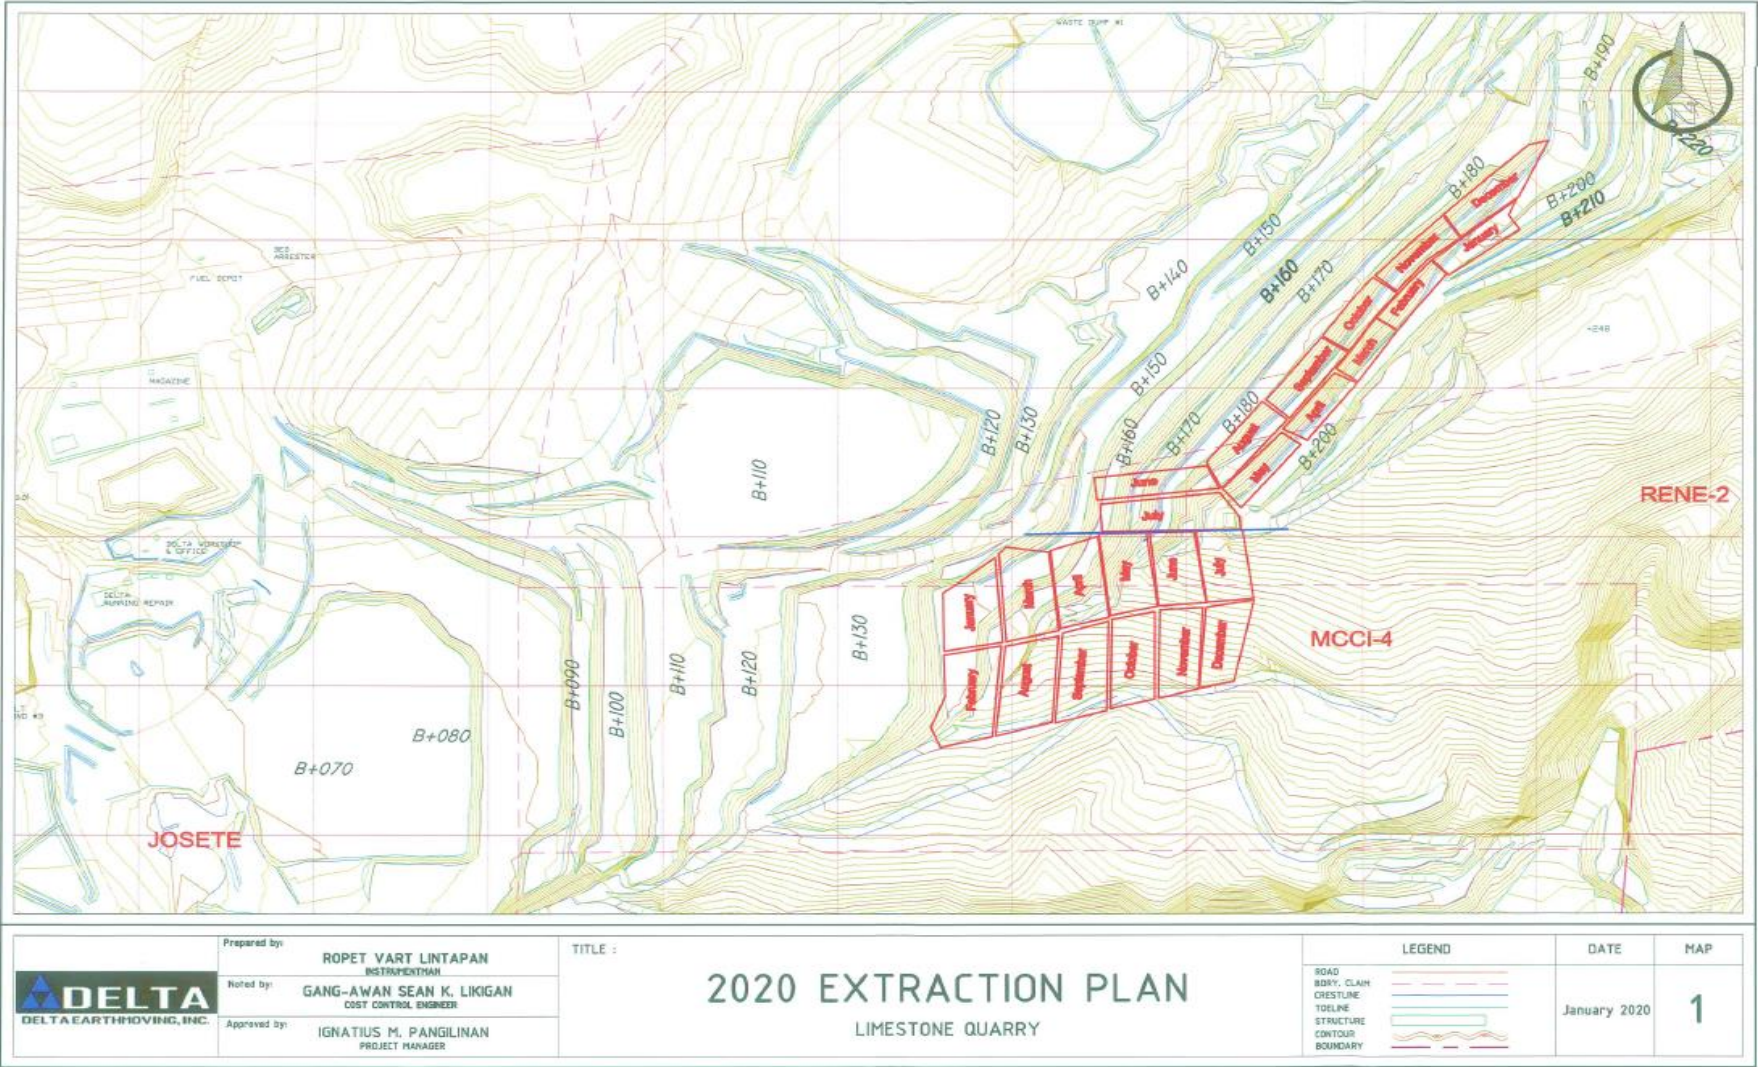 WASTE DUMP #1
B+190
B+220
B+180
December
B+200
B+210
January
November
B+150
B+140
B+160
B+170
February
BED
ARRESTER
FUEL DEPOT
October
+248
March
September
MAGAZINE
B+150
April
B+180
B+120
B+130
B+160
B+170
August
B+200
May
B+110
June
RENE-2
July
DELTA WORKSHOP
& OFFICE
DELTA
RUNNING REPAIR
January
March
April
May
June
July
B+130
MCCI-4
B+090
B+100
B+110
B+120
February
August
September
October
November
December
B+080
B+070
JOSETE
DELTA
DELTA EARTHMOVING, INC.
Prepared by:
ROPET VART LINTAPAN
INSTRUMENTMAN
Noted by:
GANG-AWAN SEAN K. LIKIGAN
COST CONTROL ENGINEER
Approved by:
IGNATIUS M. PANGILINAN
PROJECT MANAGER
TITLE :
2020 EXTRACTION PLAN
LIMESTONE QUARRY
LEGEND
ROAD
BDRY. CLAIM
CRESTLINE
TOELINE
STRUCTURE
CONTOUR
BOUNDARY
DATE
January 2020
MAP
1